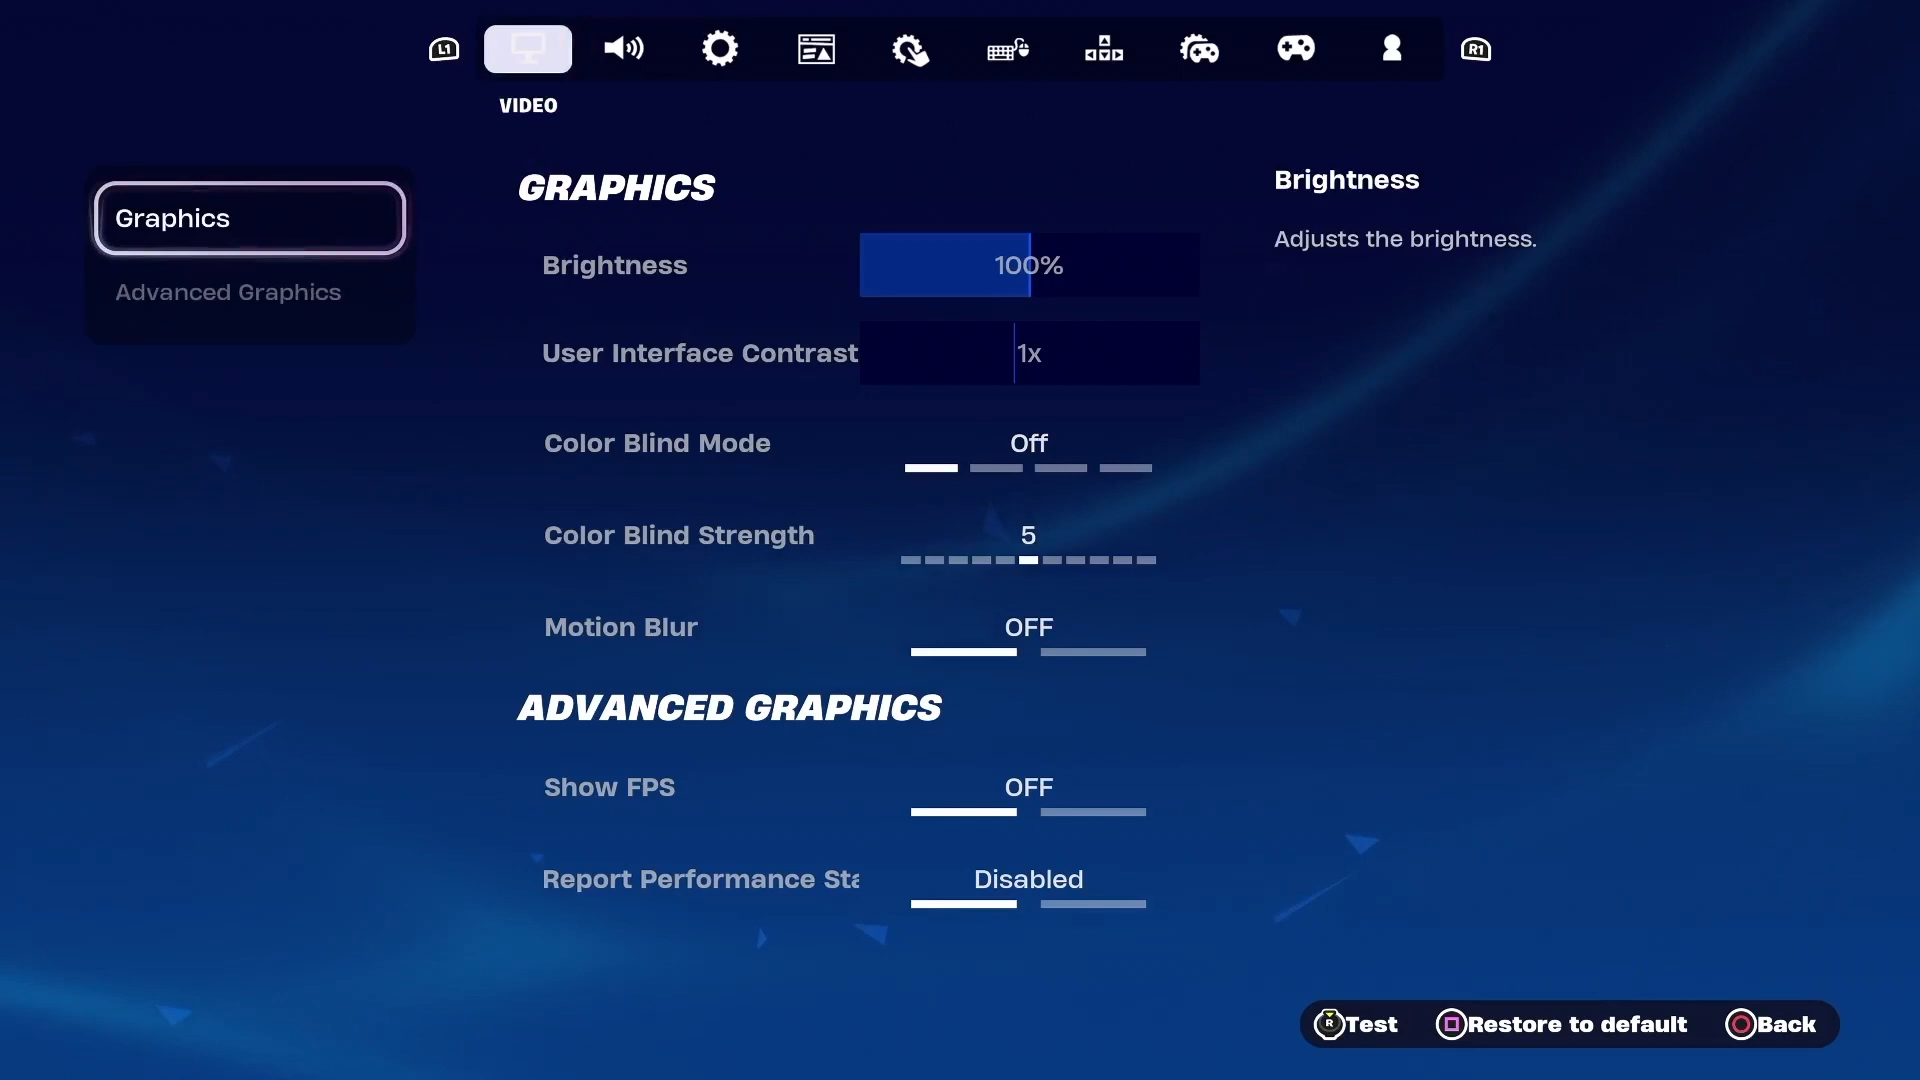 L1
R1
VIDEO
Graphics
Advanced Graphics
GRAPHICS
Brightness
100%
User Interface Contrast
1x
Color Blind Mode
Off
Color Blind Strength
5
Motion Blur
OFF
ADVANCED GRAPHICS
Show FPS
OFF
Report Performance Sta
Disabled
Brightness
Adjusts the brightness.
R Test
Restore to default
Back